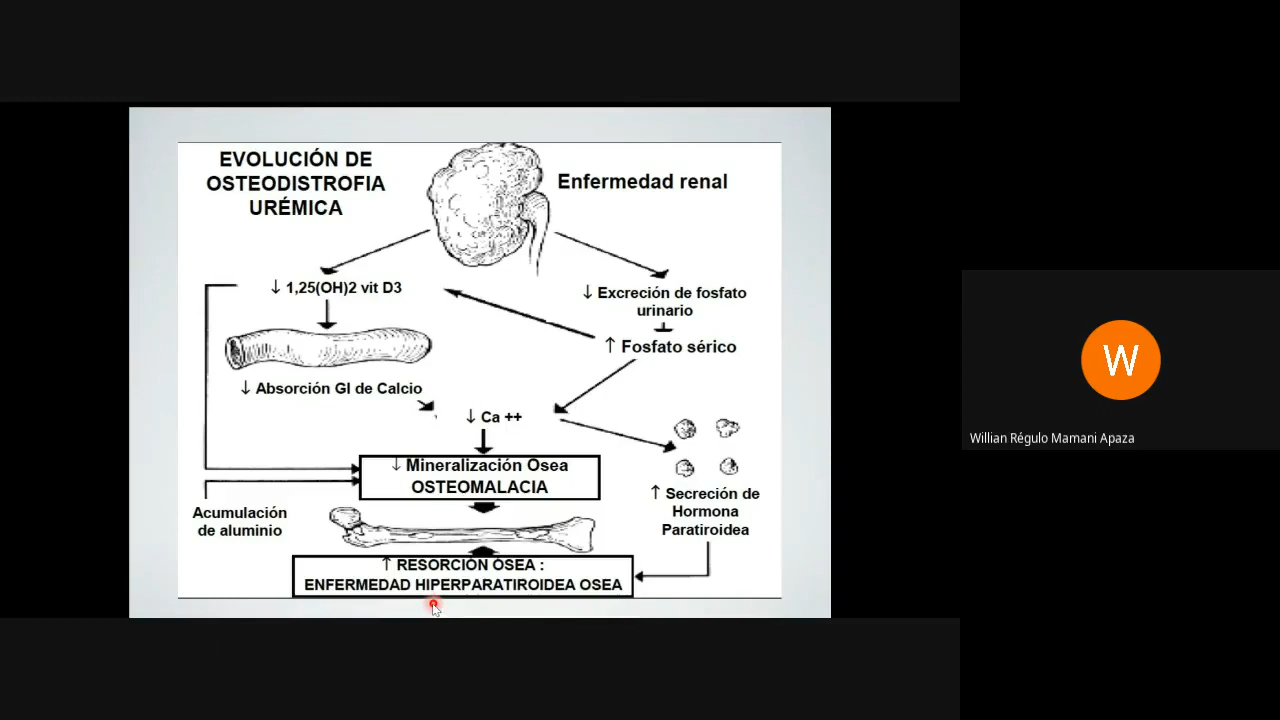 EVOLUCIÓN DE
OSTEODISTROFIA
URÉMICA
Enfermedad renal
↓ 1,25(OH)2 vit D3
↓ Excreción de fosfato
urinario
↑ Fosfato sérico
↓ Absorción GI de Calcio
↓ Ca ++
↓ Mineralización Osea
OSTEOMALACIA
↑ Secreción de
Hormona
Paratiroidea
Acumulación
de aluminio
↑ RESORCIÓN ÓSEA :
ENFERMEDAD HIPERPARATIROIDEA OSEA
W
Willian Régulo Mamani Apaza